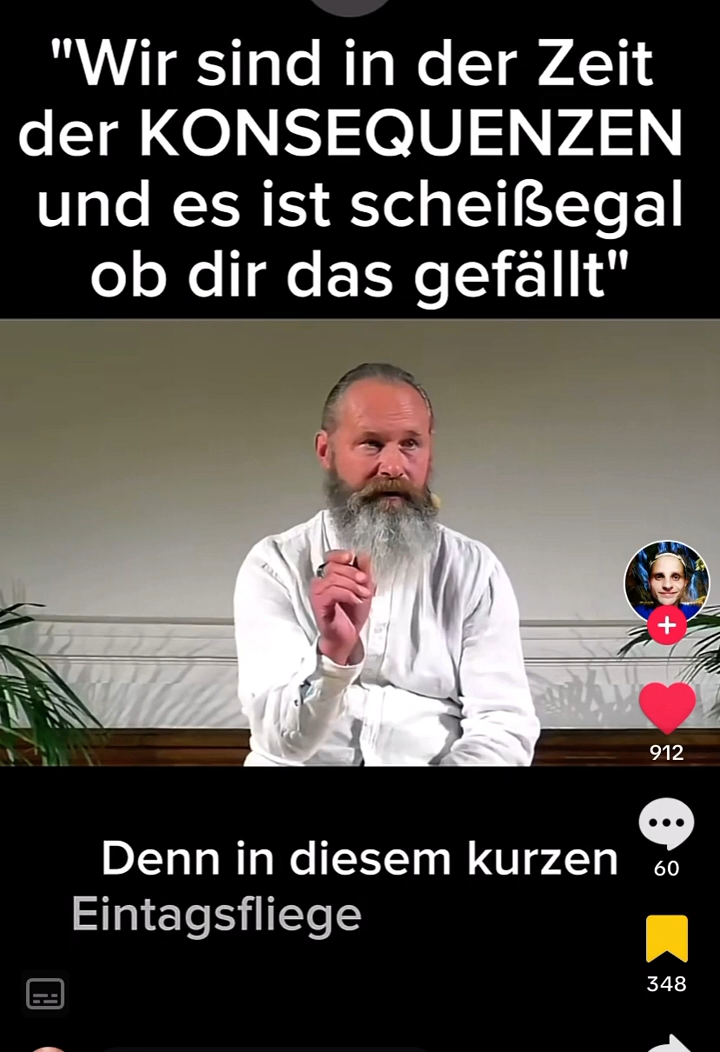 "Wir sind in der Zeit
der KONSEQUENZEN
und es ist scheißegal
ob dir das gefällt"
912
60
Denn in diesem kurzen
Eintagsfliege
348